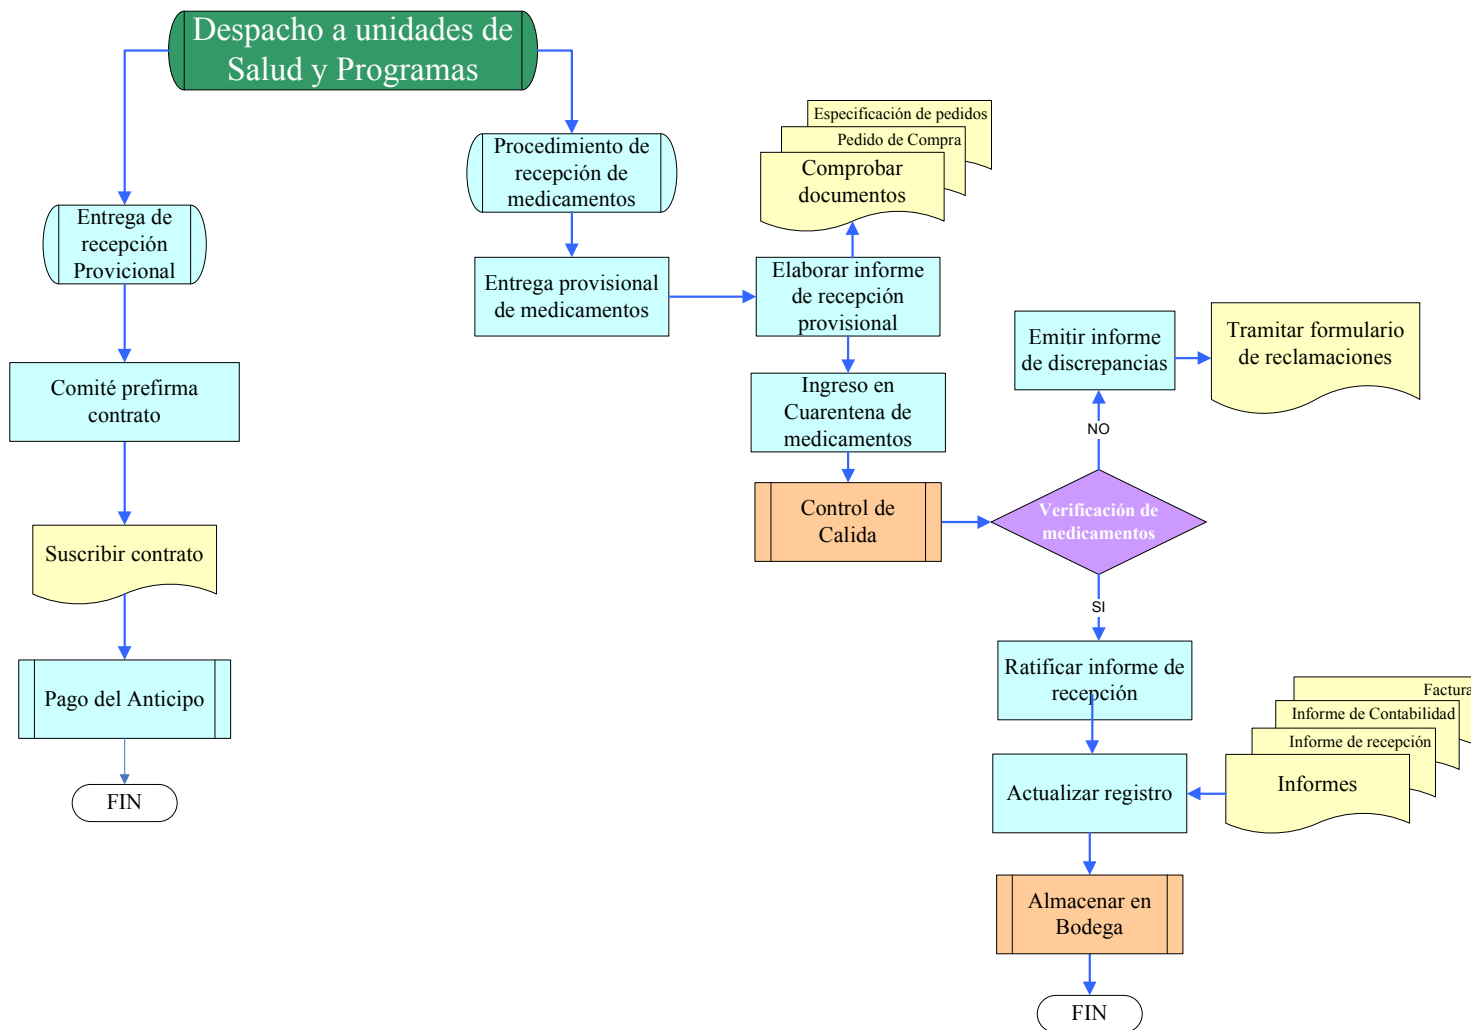 Despacho a unidades de
Salud y Programas
Entrega de
recepción
Provicional
Comité prefirma
contrato
Suscribir contrato
Pago del Anticipo
FIN
Procedimiento de
recepción de
medicamentos
Entrega provisional
de medicamentos
Especificación de pedidos
Pedido de Compra
Comprobar
documentos
Elaborar informe
de recepción
provisional
Ingreso en
Cuarentena de
medicamentos
Control de
Calida
Verificación de
medicamentos
NO
Emitir informe
de discrepancias
Tramitar formulario
de reclamaciones
SI
Ratificar informe de
recepción
Factura
Informe de Contabilidad
Informe de recepción
Informes
Actualizar registro
Almacenar en
Bodega
FIN